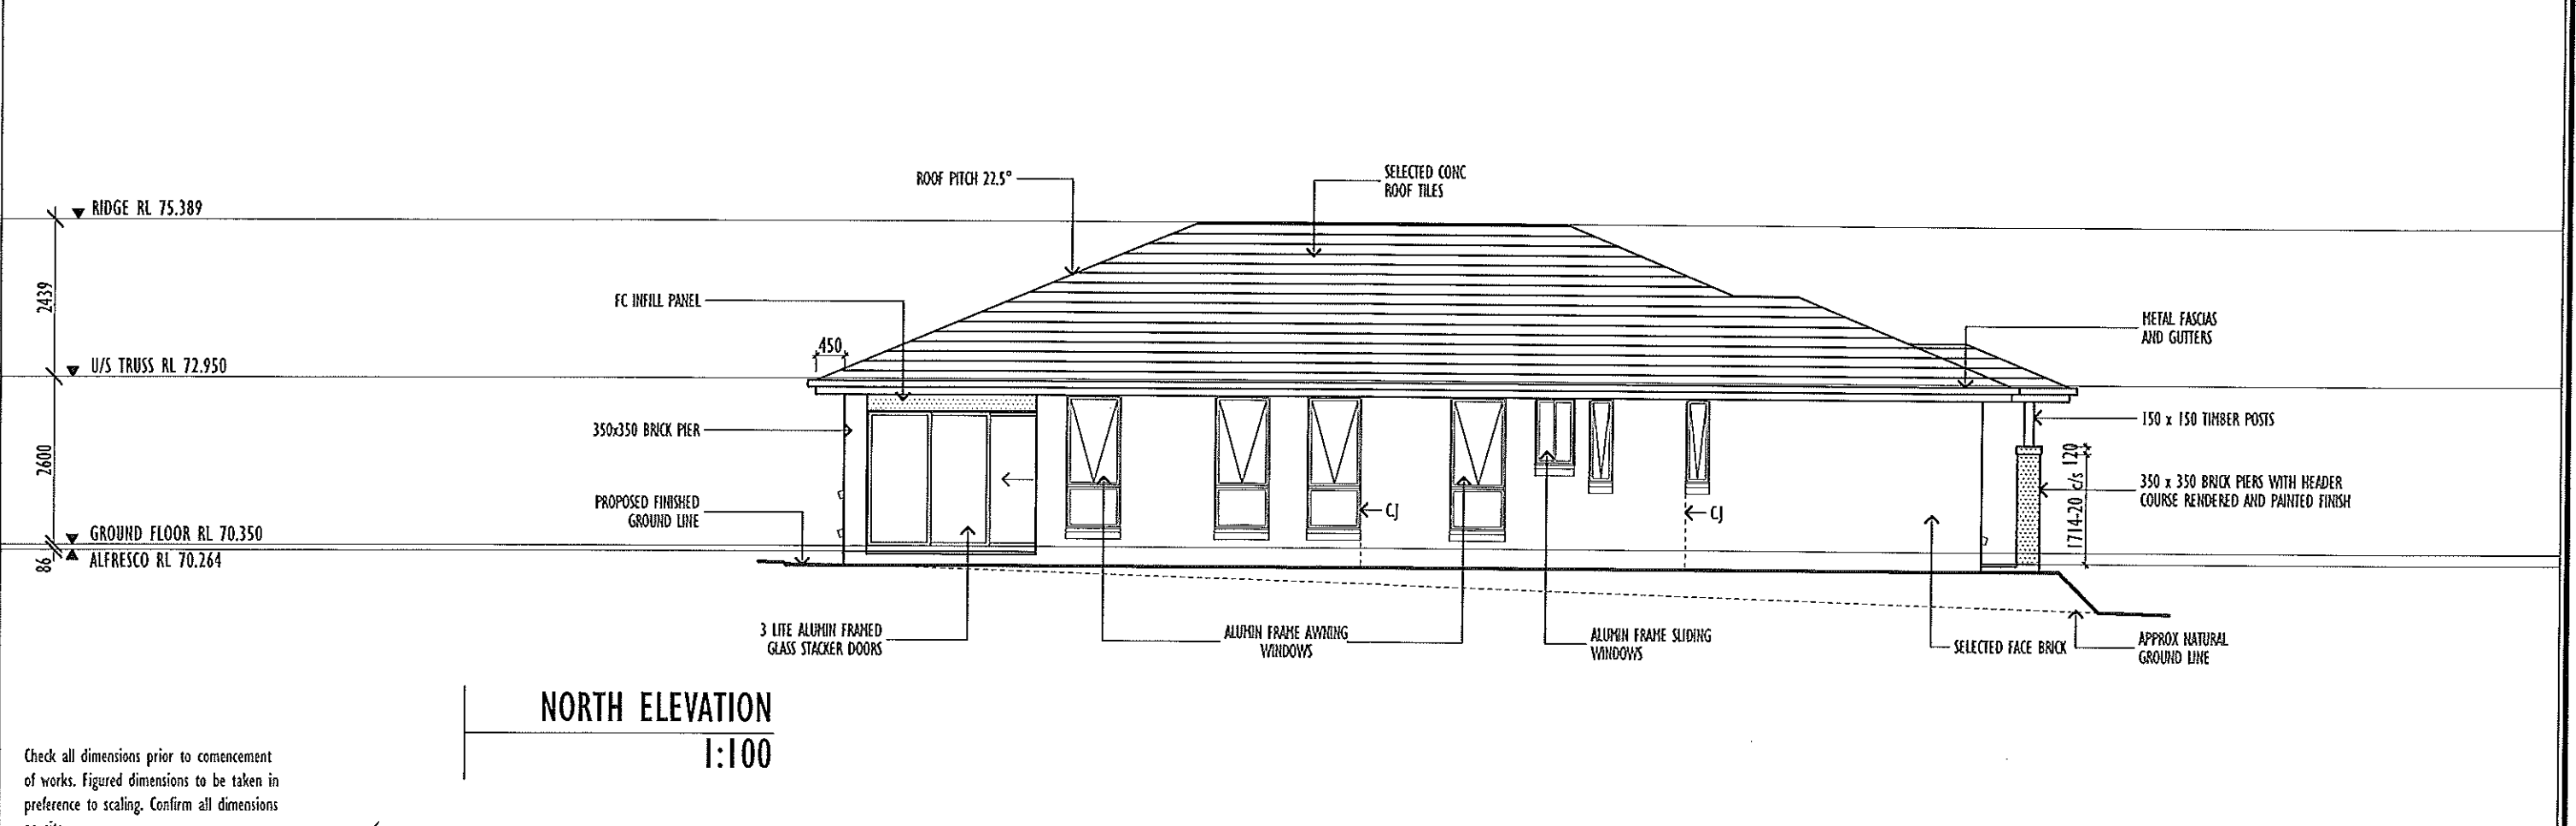 ROOF PITCH 22.5°
SELECTED CONC
ROOF TILES
RIDGE RL 75.389
2439
FC INFILL PANEL
METAL FASCIAS
AND GUTTERS
450
U/S TRUSS RL 72.950
150 x 150 TIMBER POSTS
350x350 BRICK PIER
2600
1714-20 c/s 120
350 x 350 BRICK PIERS WITH HEADER
COURSE RENDERED AND PAINTED FINISH
PROPOSED FINISHED
GROUND LINE
CJ
CJ
GROUND FLOOR RL 70.350
86
ALFRESCO RL 70.264
3 LITE ALUMIN FRAMED
GLASS STACKER DOORS
ALUMIN FRAME AWNING
WINDOWS
ALUMIN FRAME SLIDING
WINDOWS
SELECTED FACE BRICK
APPROX NATURAL
GROUND LINE
NORTH ELEVATION
1:100
Check all dimensions prior to comencement
of works. Figured dimensions to be taken in
preference to scaling. Confirm all dimensions